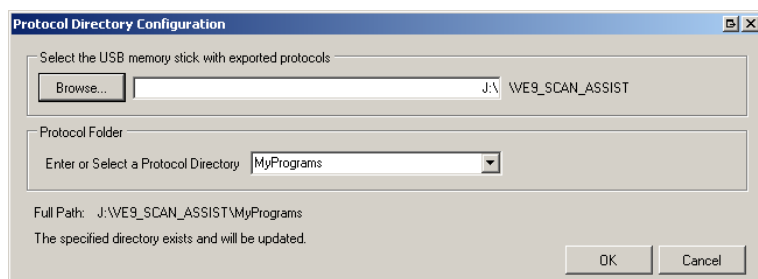 Protocol Directory Configuration
Select the USB memory stick with exported protocols
Browse... J:\ \VE9_SCAN_ASSIST
Protocol Folder
Enter or Select a Protocol Directory MyPrograms
Full Path: J:\VE9_SCAN_ASSIST\MyPrograms
The specified directory exists and will be updated.
OK Cancel